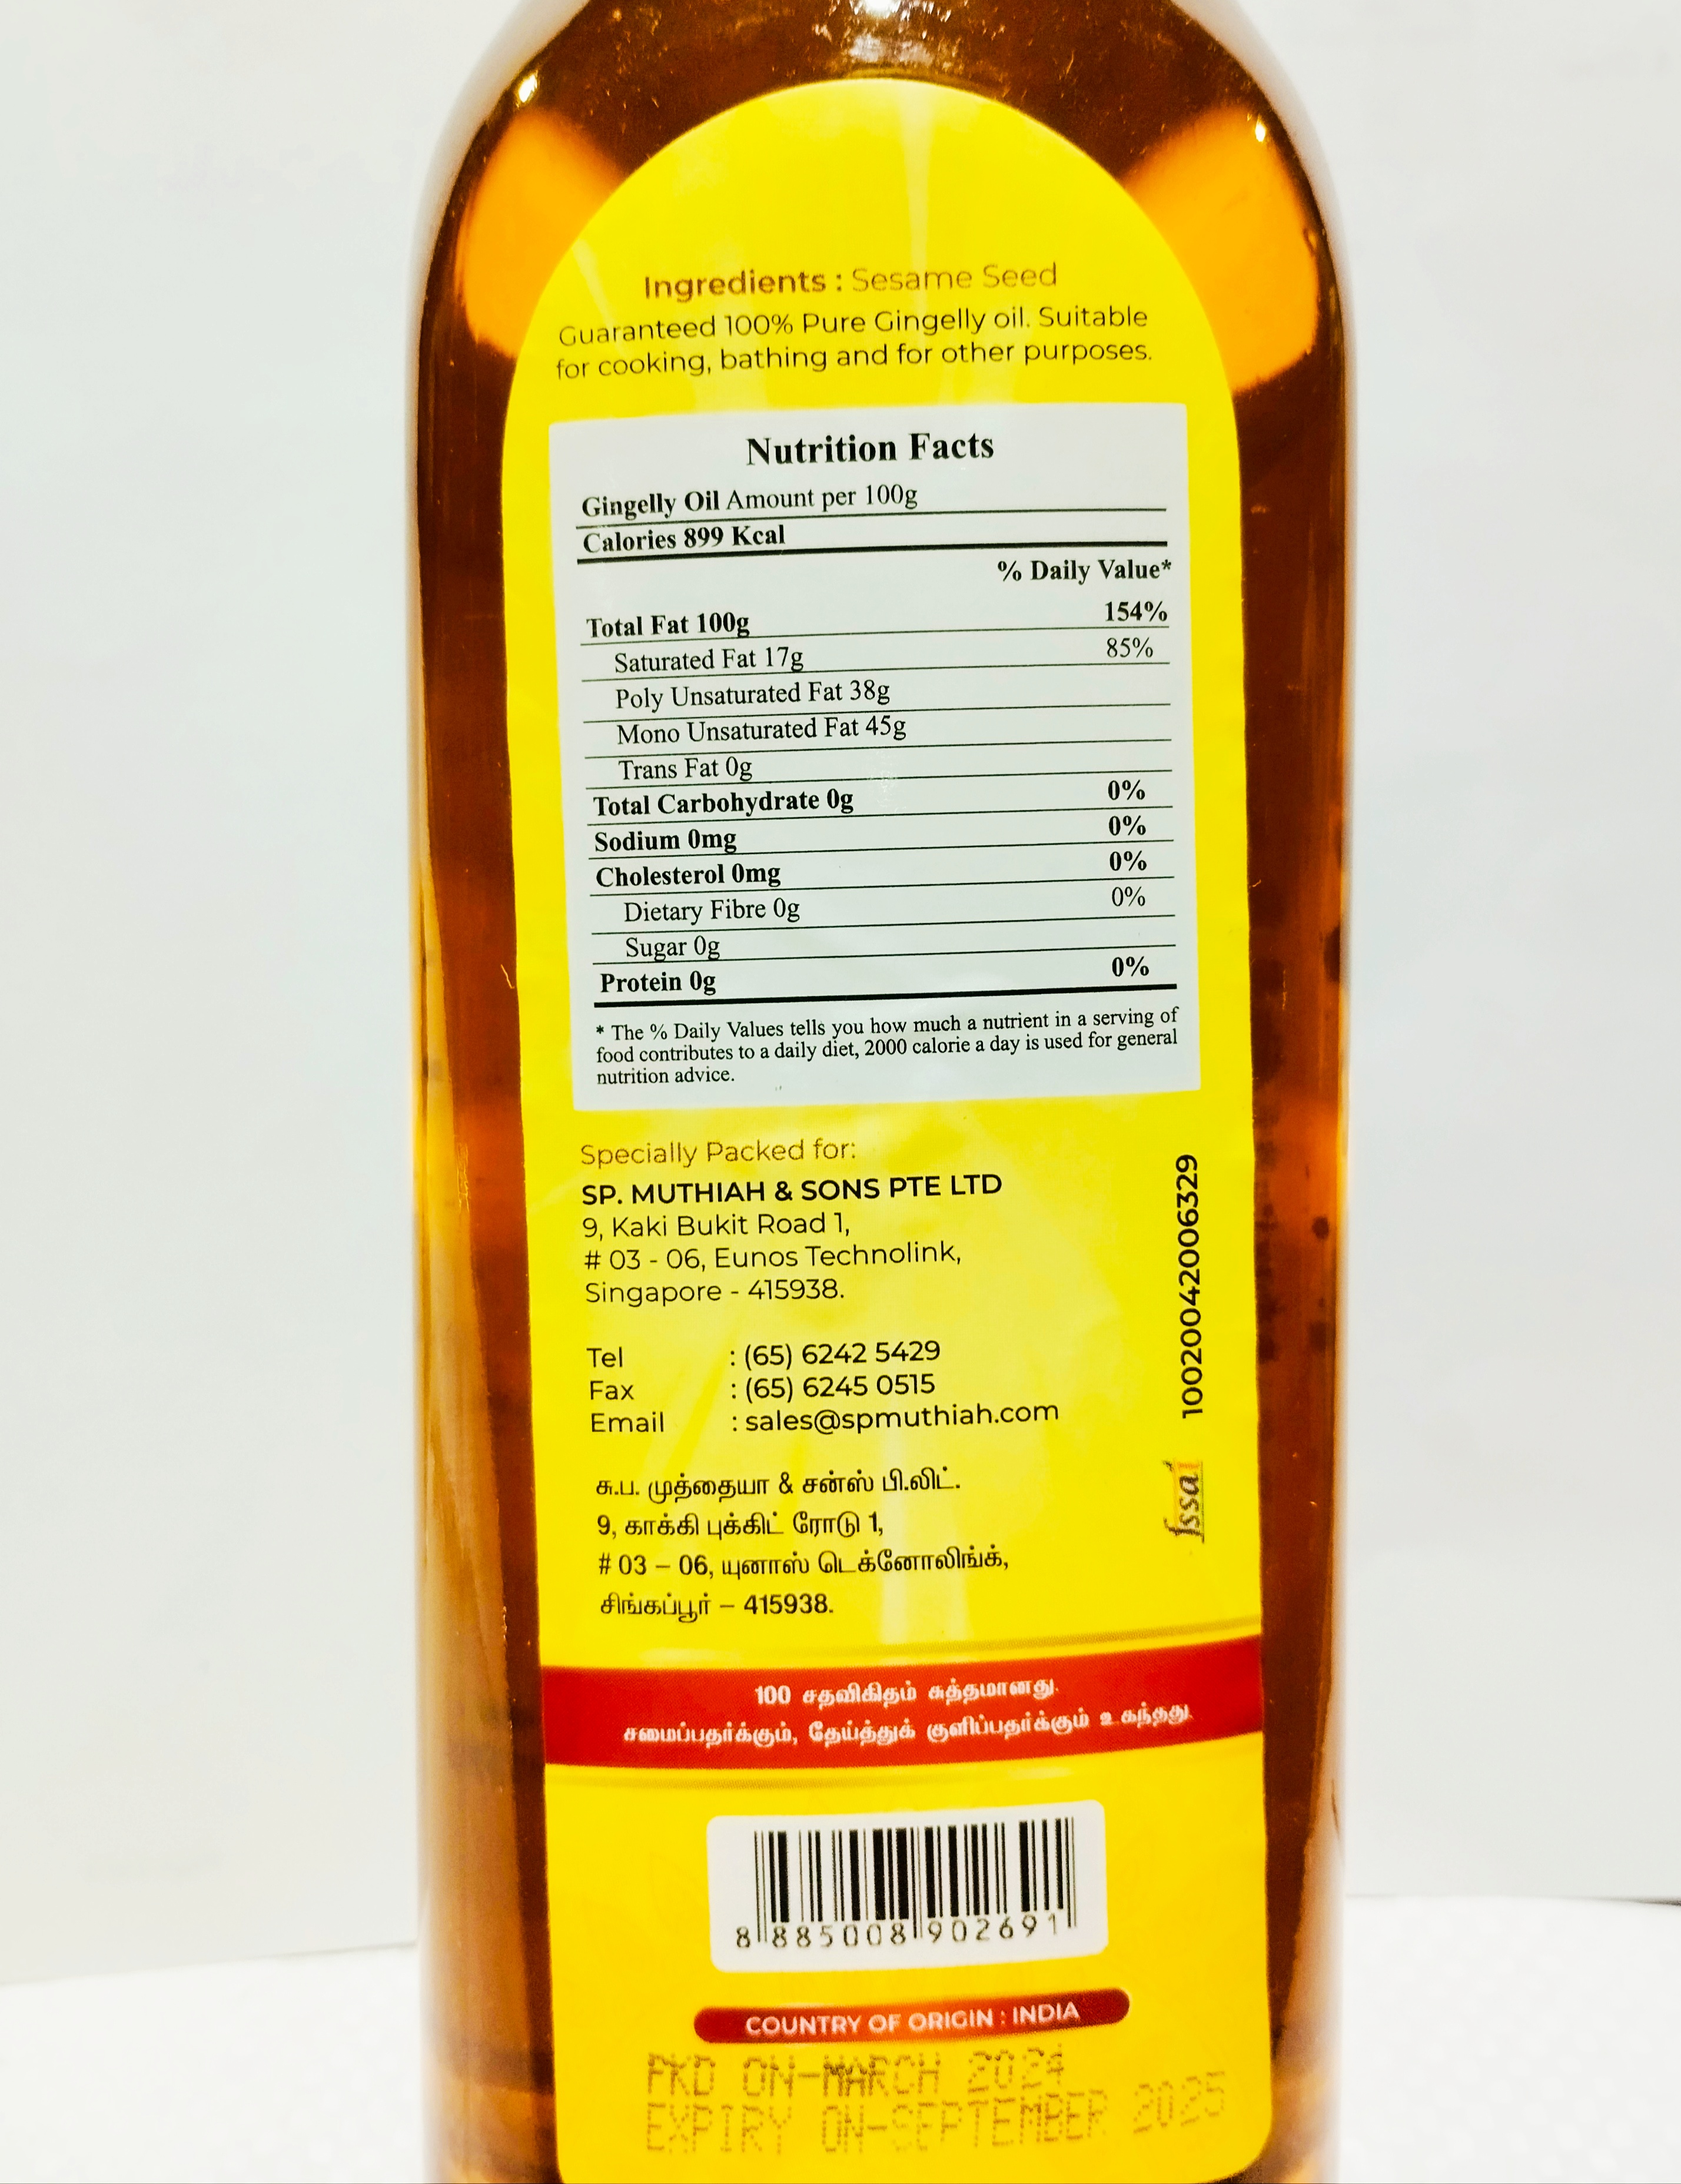 Ingredients : Sesame Seed
Guaranteed 100% Pure Gingelly oil. Suitable
for cooking, bathing and for other purposes.
Nutrition Facts
Gingelly Oil Amount per 100g
Calories 899 Kcal
% Daily Value*
Total Fat 100g 154%
Saturated Fat 17g 85%
Poly Unsaturated Fat 38g
Mono Unsaturated Fat 45g
Trans Fat 0g
Total Carbohydrate 0g 0%
Sodium 0mg 0%
Cholesterol 0mg 0%
Dietary Fibre 0g 0%
Sugar 0g
Protein 0g 0%
* The % Daily Values tells you how much a nutrient in a serving of
food contributes to a daily diet, 2000 calorie a day is used for general
nutrition advice.
Specially Packed for:
SP. MUTHIAH & SONS PTE LTD
9, Kaki Bukit Road 1,
# 03 - 06, Eunos Technolink,
Singapore - 415938.
Tel : (65) 6242 5429
Fax : (65) 6245 0515
Email : sales@spmuthiah.com
சு.ப. முத்தையா & சன்ஸ் பி.லிட்.
9, காக்கி புக்கிட் ரோடு 1,
# 03 – 06, யுனாஸ் டெக்னோலிங்க்,
சிங்கப்பூர் – 415938.
fssai 10020042006329
100 சதவிகிதம் சுத்தமானது.
சமைப்பதர்க்கும், தேய்த்துக் குளிப்பதர்க்கும் உகந்தது.
8 885008 902691
COUNTRY OF ORIGIN : INDIA
PKD ON-MARCH 2024
EXPIRY ON-SEPTEMBER 2025